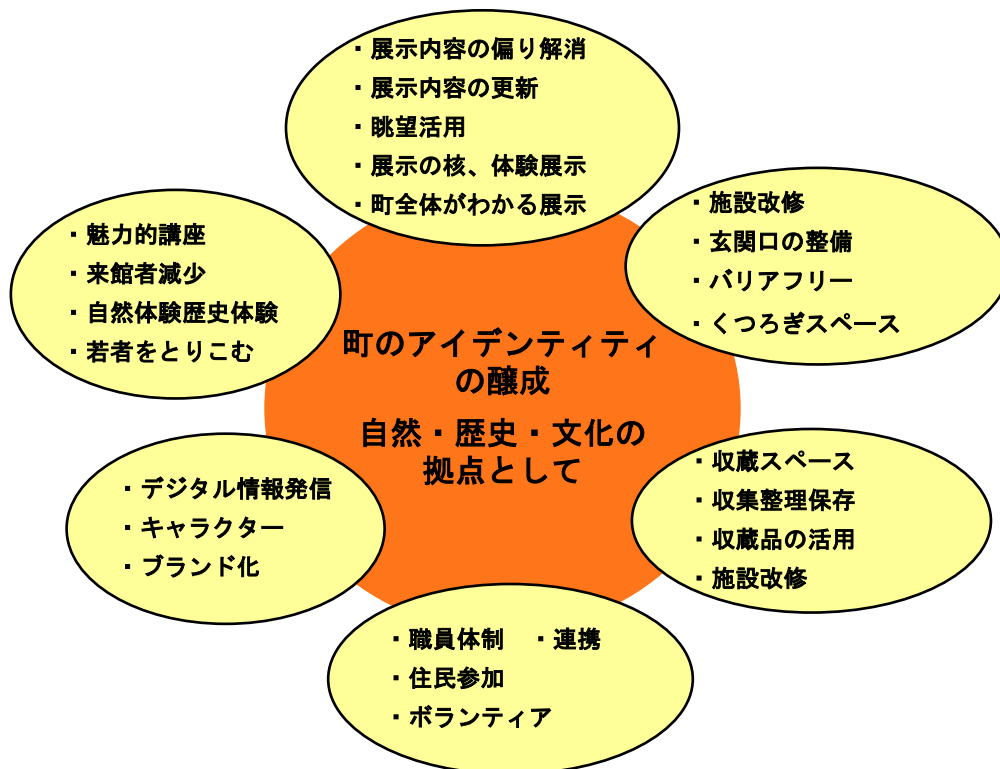 ・展示内容の偏り解消
・展示内容の更新
・眺望活用
・展示の核、体験展示
・町全体がわかる展示
・施設改修
・玄関口の整備
・バリアフリー
・くつろぎスペース
・魅力的講座
・来館者減少
・自然体験歴史体験
・若者をとりこむ
町のアイデンティティ
の醸成
自然・歴史・文化の
拠点として
・収蔵スペース
・収集整理保存
・収蔵品の活用
・施設改修
・デジタル情報発信
・キャラクター
・ブランド化
・職員体制　・連携
・住民参加
・ボランティア